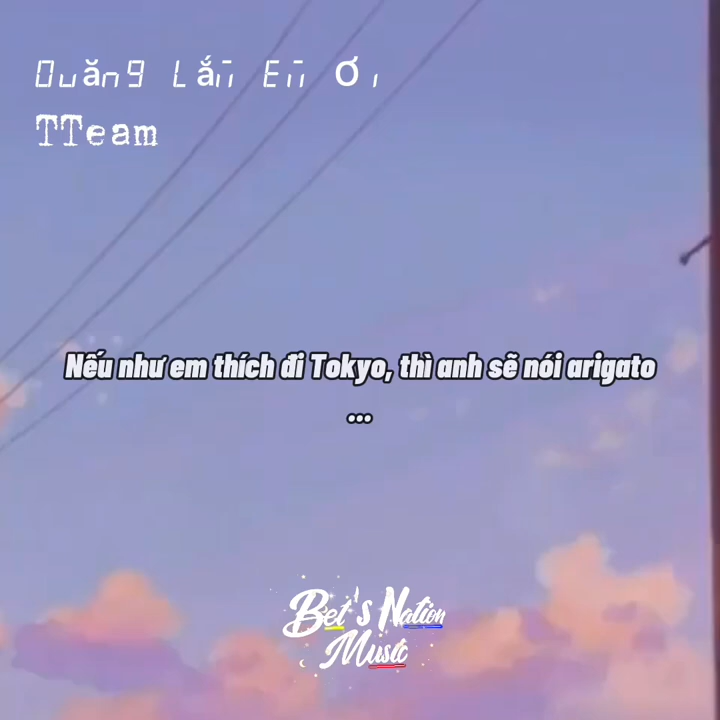 Quăng Lắm Em Ơi
TTeam
Nếu như em thích đi Tokyo, thì anh sẽ nói arigato
...
Bet's Nation
Music